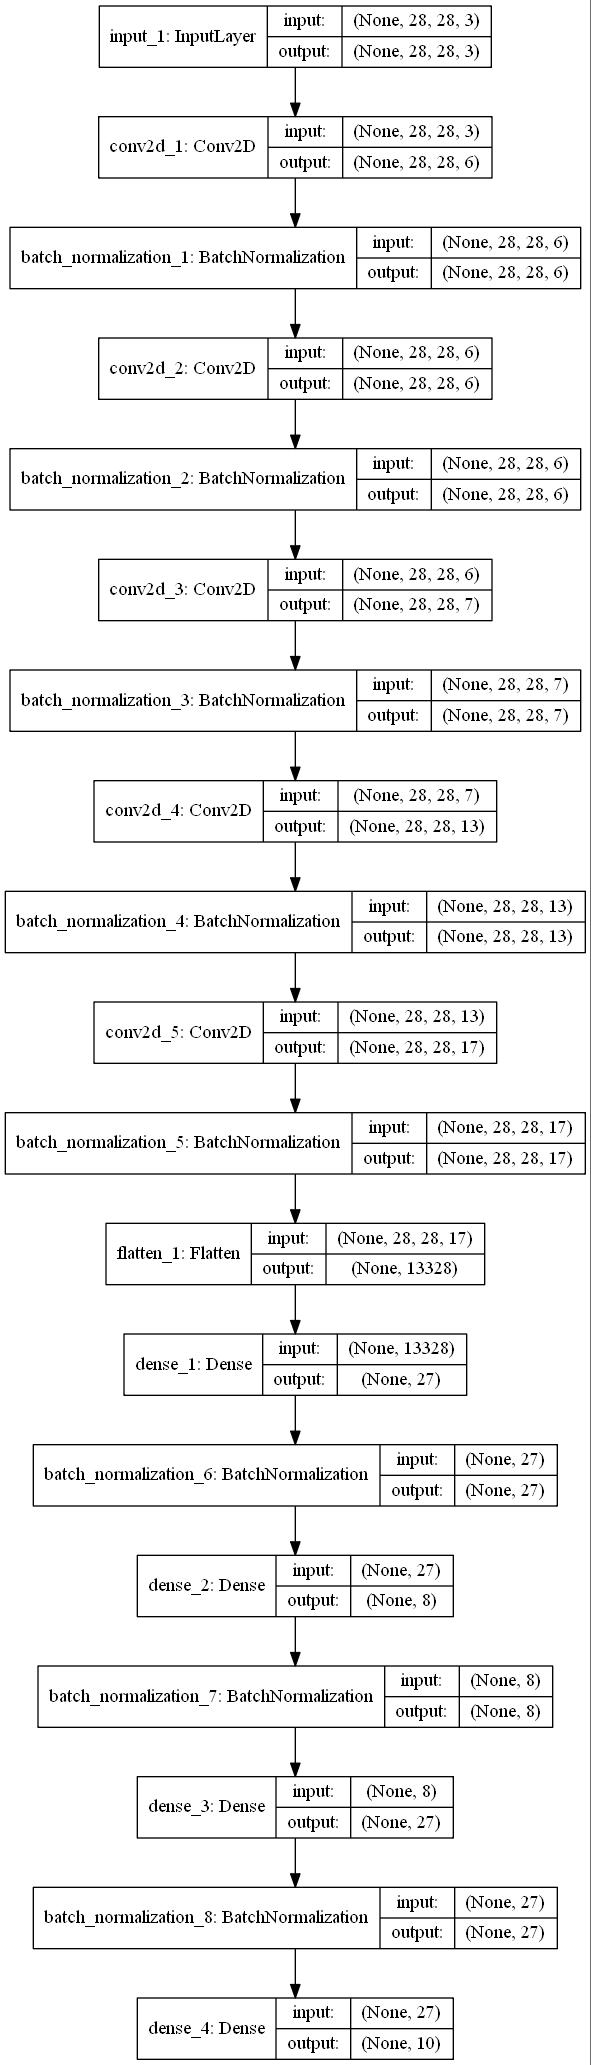 input_1: InputLayer
input: (None, 28, 28, 3)
output: (None, 28, 28, 3)
conv2d_1: Conv2D
input: (None, 28, 28, 3)
output: (None, 28, 28, 6)
batch_normalization_1: BatchNormalization
input: (None, 28, 28, 6)
output: (None, 28, 28, 6)
conv2d_2: Conv2D
input: (None, 28, 28, 6)
output: (None, 28, 28, 6)
batch_normalization_2: BatchNormalization
input: (None, 28, 28, 6)
output: (None, 28, 28, 6)
conv2d_3: Conv2D
input: (None, 28, 28, 6)
output: (None, 28, 28, 7)
batch_normalization_3: BatchNormalization
input: (None, 28, 28, 7)
output: (None, 28, 28, 7)
conv2d_4: Conv2D
input: (None, 28, 28, 7)
output: (None, 28, 28, 13)
batch_normalization_4: BatchNormalization
input: (None, 28, 28, 13)
output: (None, 28, 28, 13)
conv2d_5: Conv2D
input: (None, 28, 28, 13)
output: (None, 28, 28, 17)
batch_normalization_5: BatchNormalization
input: (None, 28, 28, 17)
output: (None, 28, 28, 17)
flatten_1: Flatten
input: (None, 28, 28, 17)
output: (None, 13328)
dense_1: Dense
input: (None, 13328)
output: (None, 27)
batch_normalization_6: BatchNormalization
input: (None, 27)
output: (None, 27)
dense_2: Dense
input: (None, 27)
output: (None, 8)
batch_normalization_7: BatchNormalization
input: (None, 8)
output: (None, 8)
dense_3: Dense
input: (None, 8)
output: (None, 27)
batch_normalization_8: BatchNormalization
input: (None, 27)
output: (None, 27)
dense_4: Dense
input: (None, 27)
output: (None, 10)